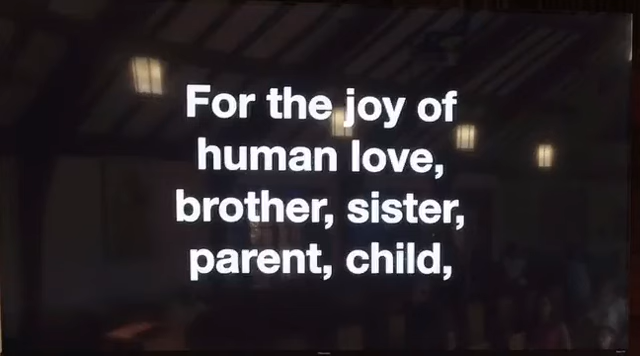 For the joy of
human love,
brother, sister,
parent, child,